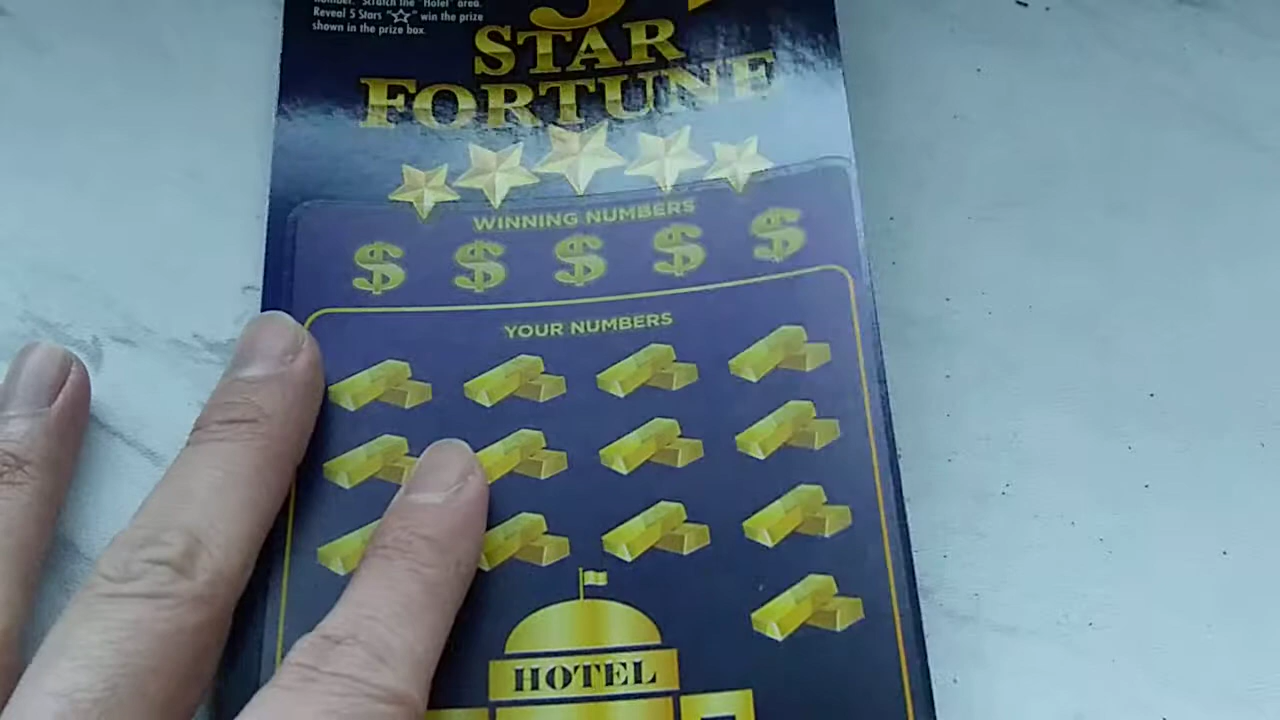 number. Scratch the "Hotel" area.
Reveal 5 Stars "☆" win the prize
shown in the prize box.
5
STAR
FORTUNE
WINNING NUMBERS
$ $ $ $ $
YOUR NUMBERS
HOTEL